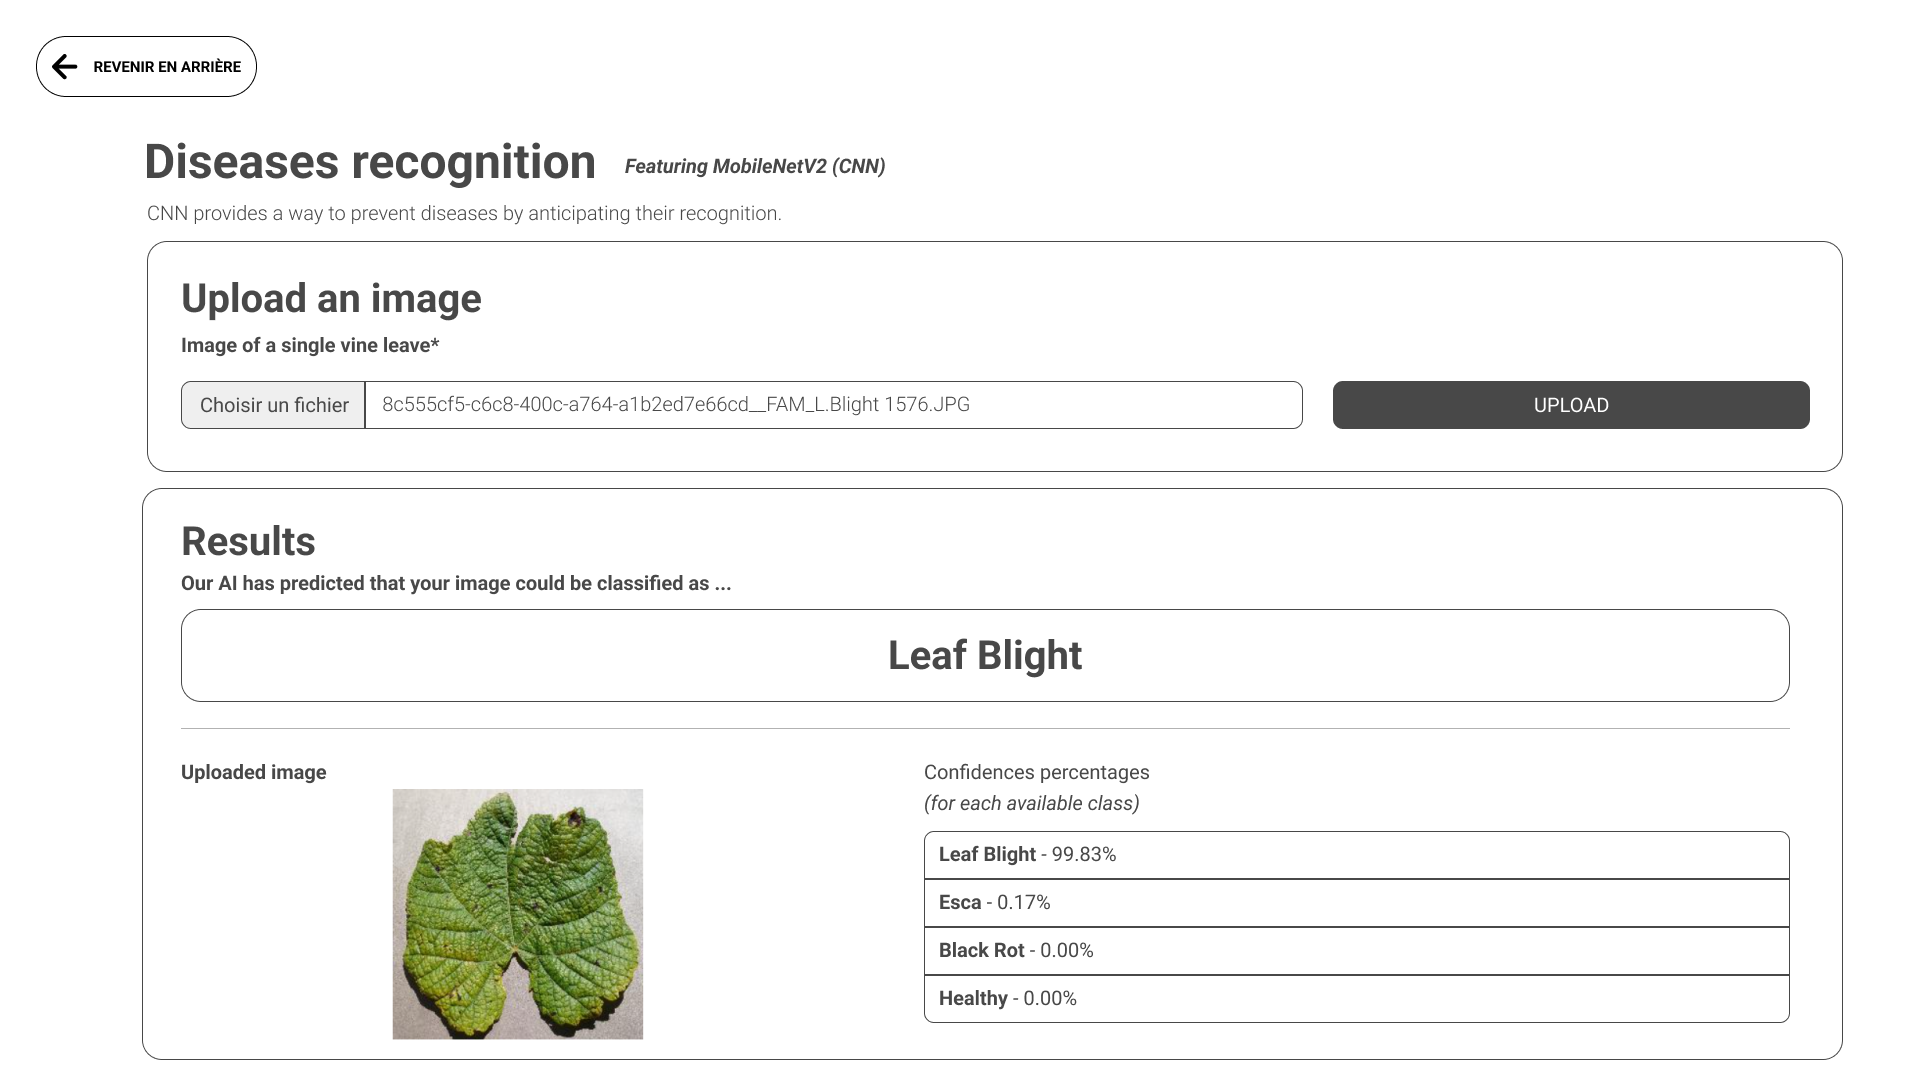 REVENIR EN ARRIÈRE
Diseases recognition Featuring MobileNetV2 (CNN)
CNN provides a way to prevent diseases by anticipating their recognition.
Upload an image
Image of a single vine leave*
Choisir un fichier 8c555cf5-c6c8-400c-a764-a1b2ed7e66cd__FAM_L.Blight 1576.JPG UPLOAD
Results
Our AI has predicted that your image could be classified as ...
Leaf Blight
Uploaded image
Confidences percentages
(for each available class)
Leaf Blight - 99.83%
Esca - 0.17%
Black Rot - 0.00%
Healthy - 0.00%